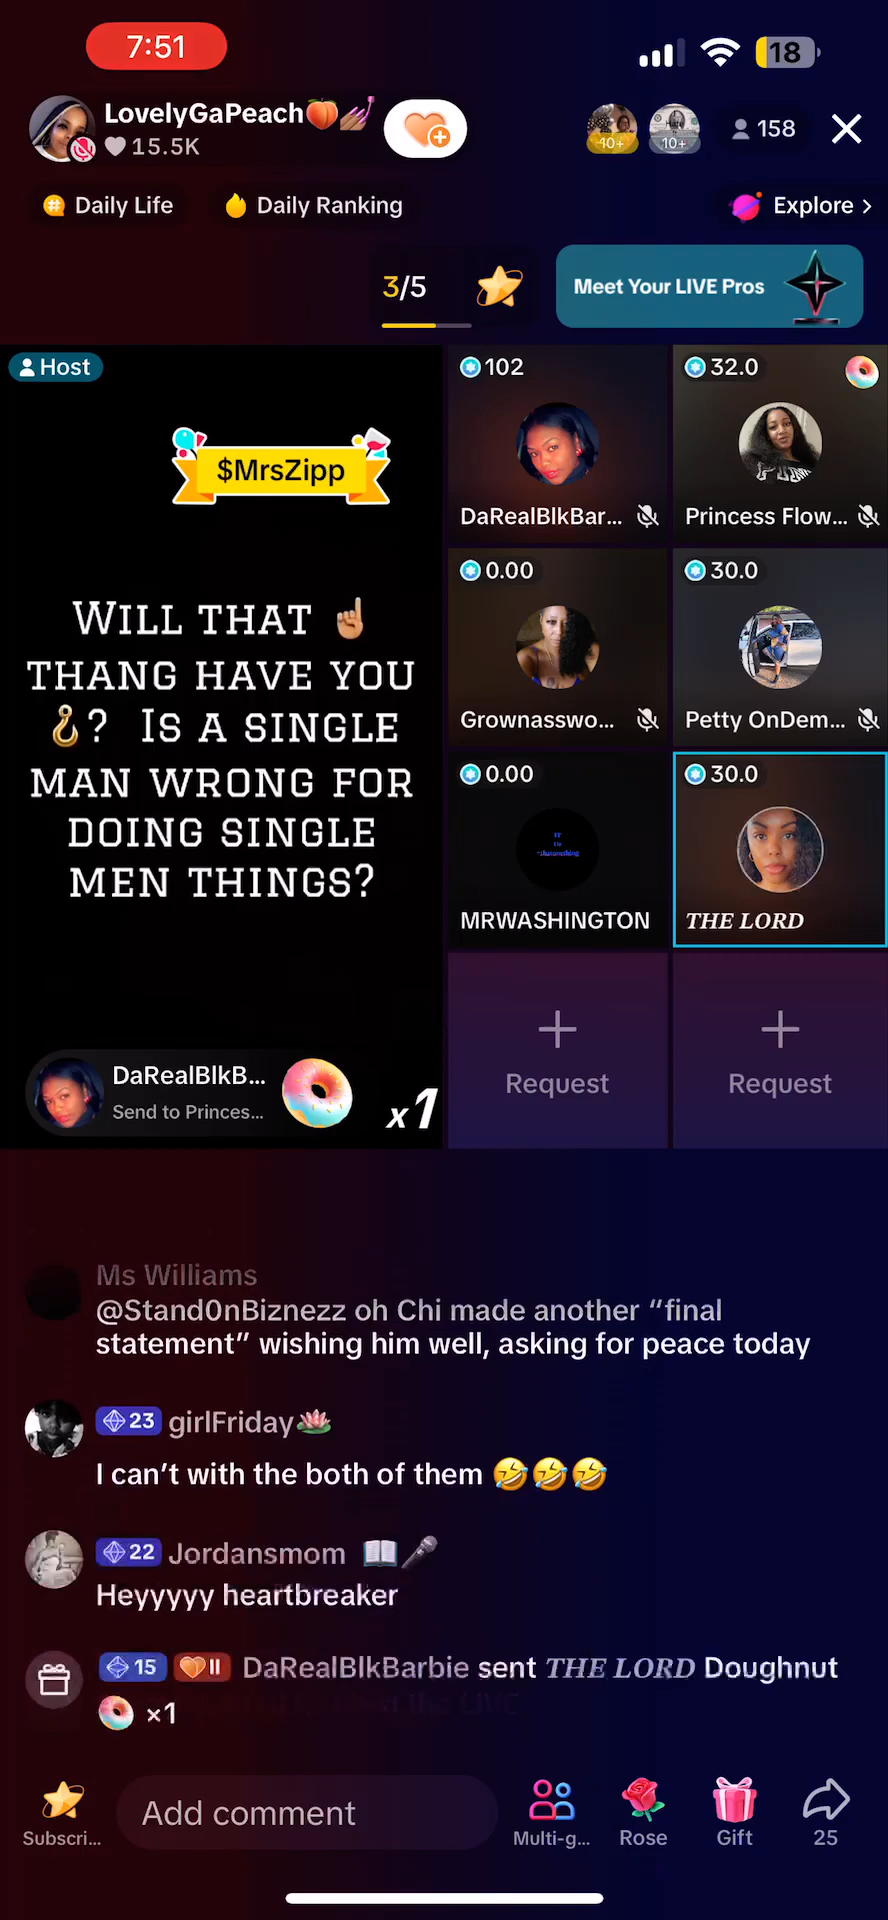 7:51
18
LovelyGaPeach🍑💅🏽
15.5K
10+
10+
158
Daily Life
Daily Ranking
Explore >
3/5
Meet Your LIVE Pros
Host
$MrsZipp
WILL THAT ☝🏽
THANG HAVE YOU
🪝? IS A SINGLE
MAN WRONG FOR
DOING SINGLE
MEN THINGS?
DaRealBlkB...
Send to Princes...
x1
102
DaRealBlkBar...
32.0
Princess Flow...
0.00
Grownasswo...
30.0
Petty OnDem...
0.00
MRWASHINGTON
30.0
THE LORD
Request
Request
Ms Williams
@Stand0nBiznezz oh Chi made another “final
statement” wishing him well, asking for peace today
23 girlFriday🪷
I can’t with the both of them 🤣🤣🤣
22 Jordansmom 📖🎤
Heyyyyy heartbreaker
15 II DaRealBlkBarbie sent THE LORD Doughnut
🍩 ×1
Subscri...
Add comment
Multi-g...
Rose
Gift
25